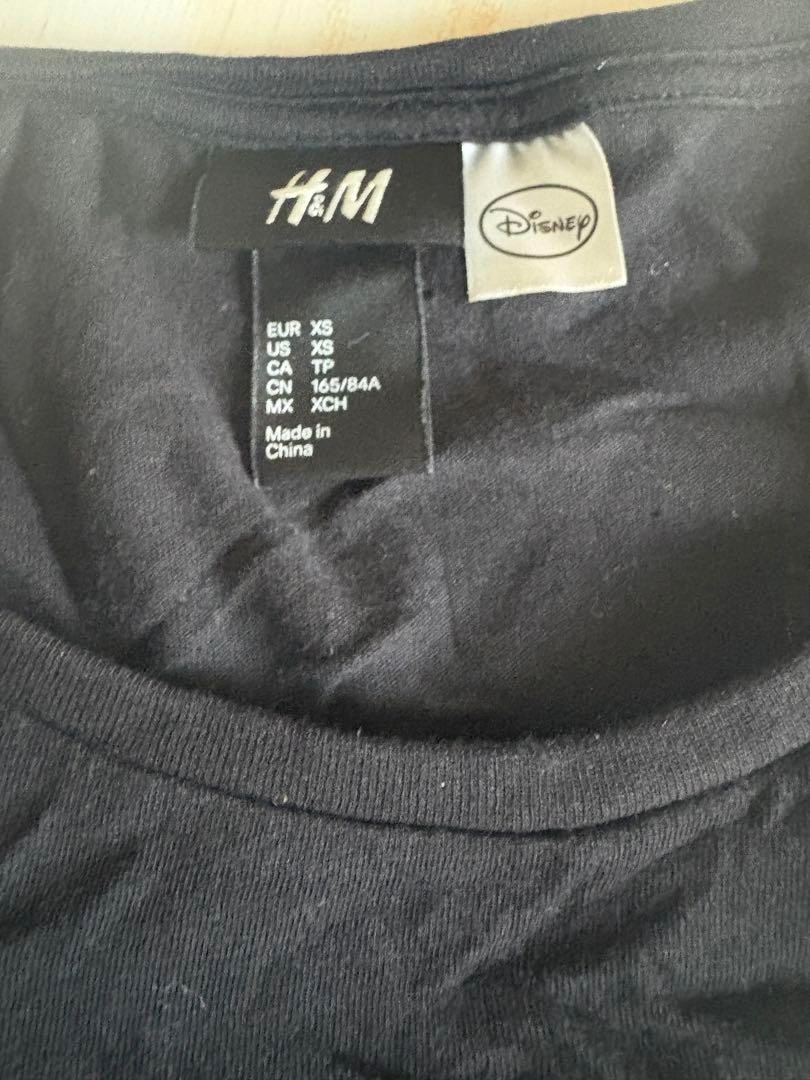 H&M
Disney
EUR XS
US XS
CA TP
CN 165/84A
MX XCH
Made in
China